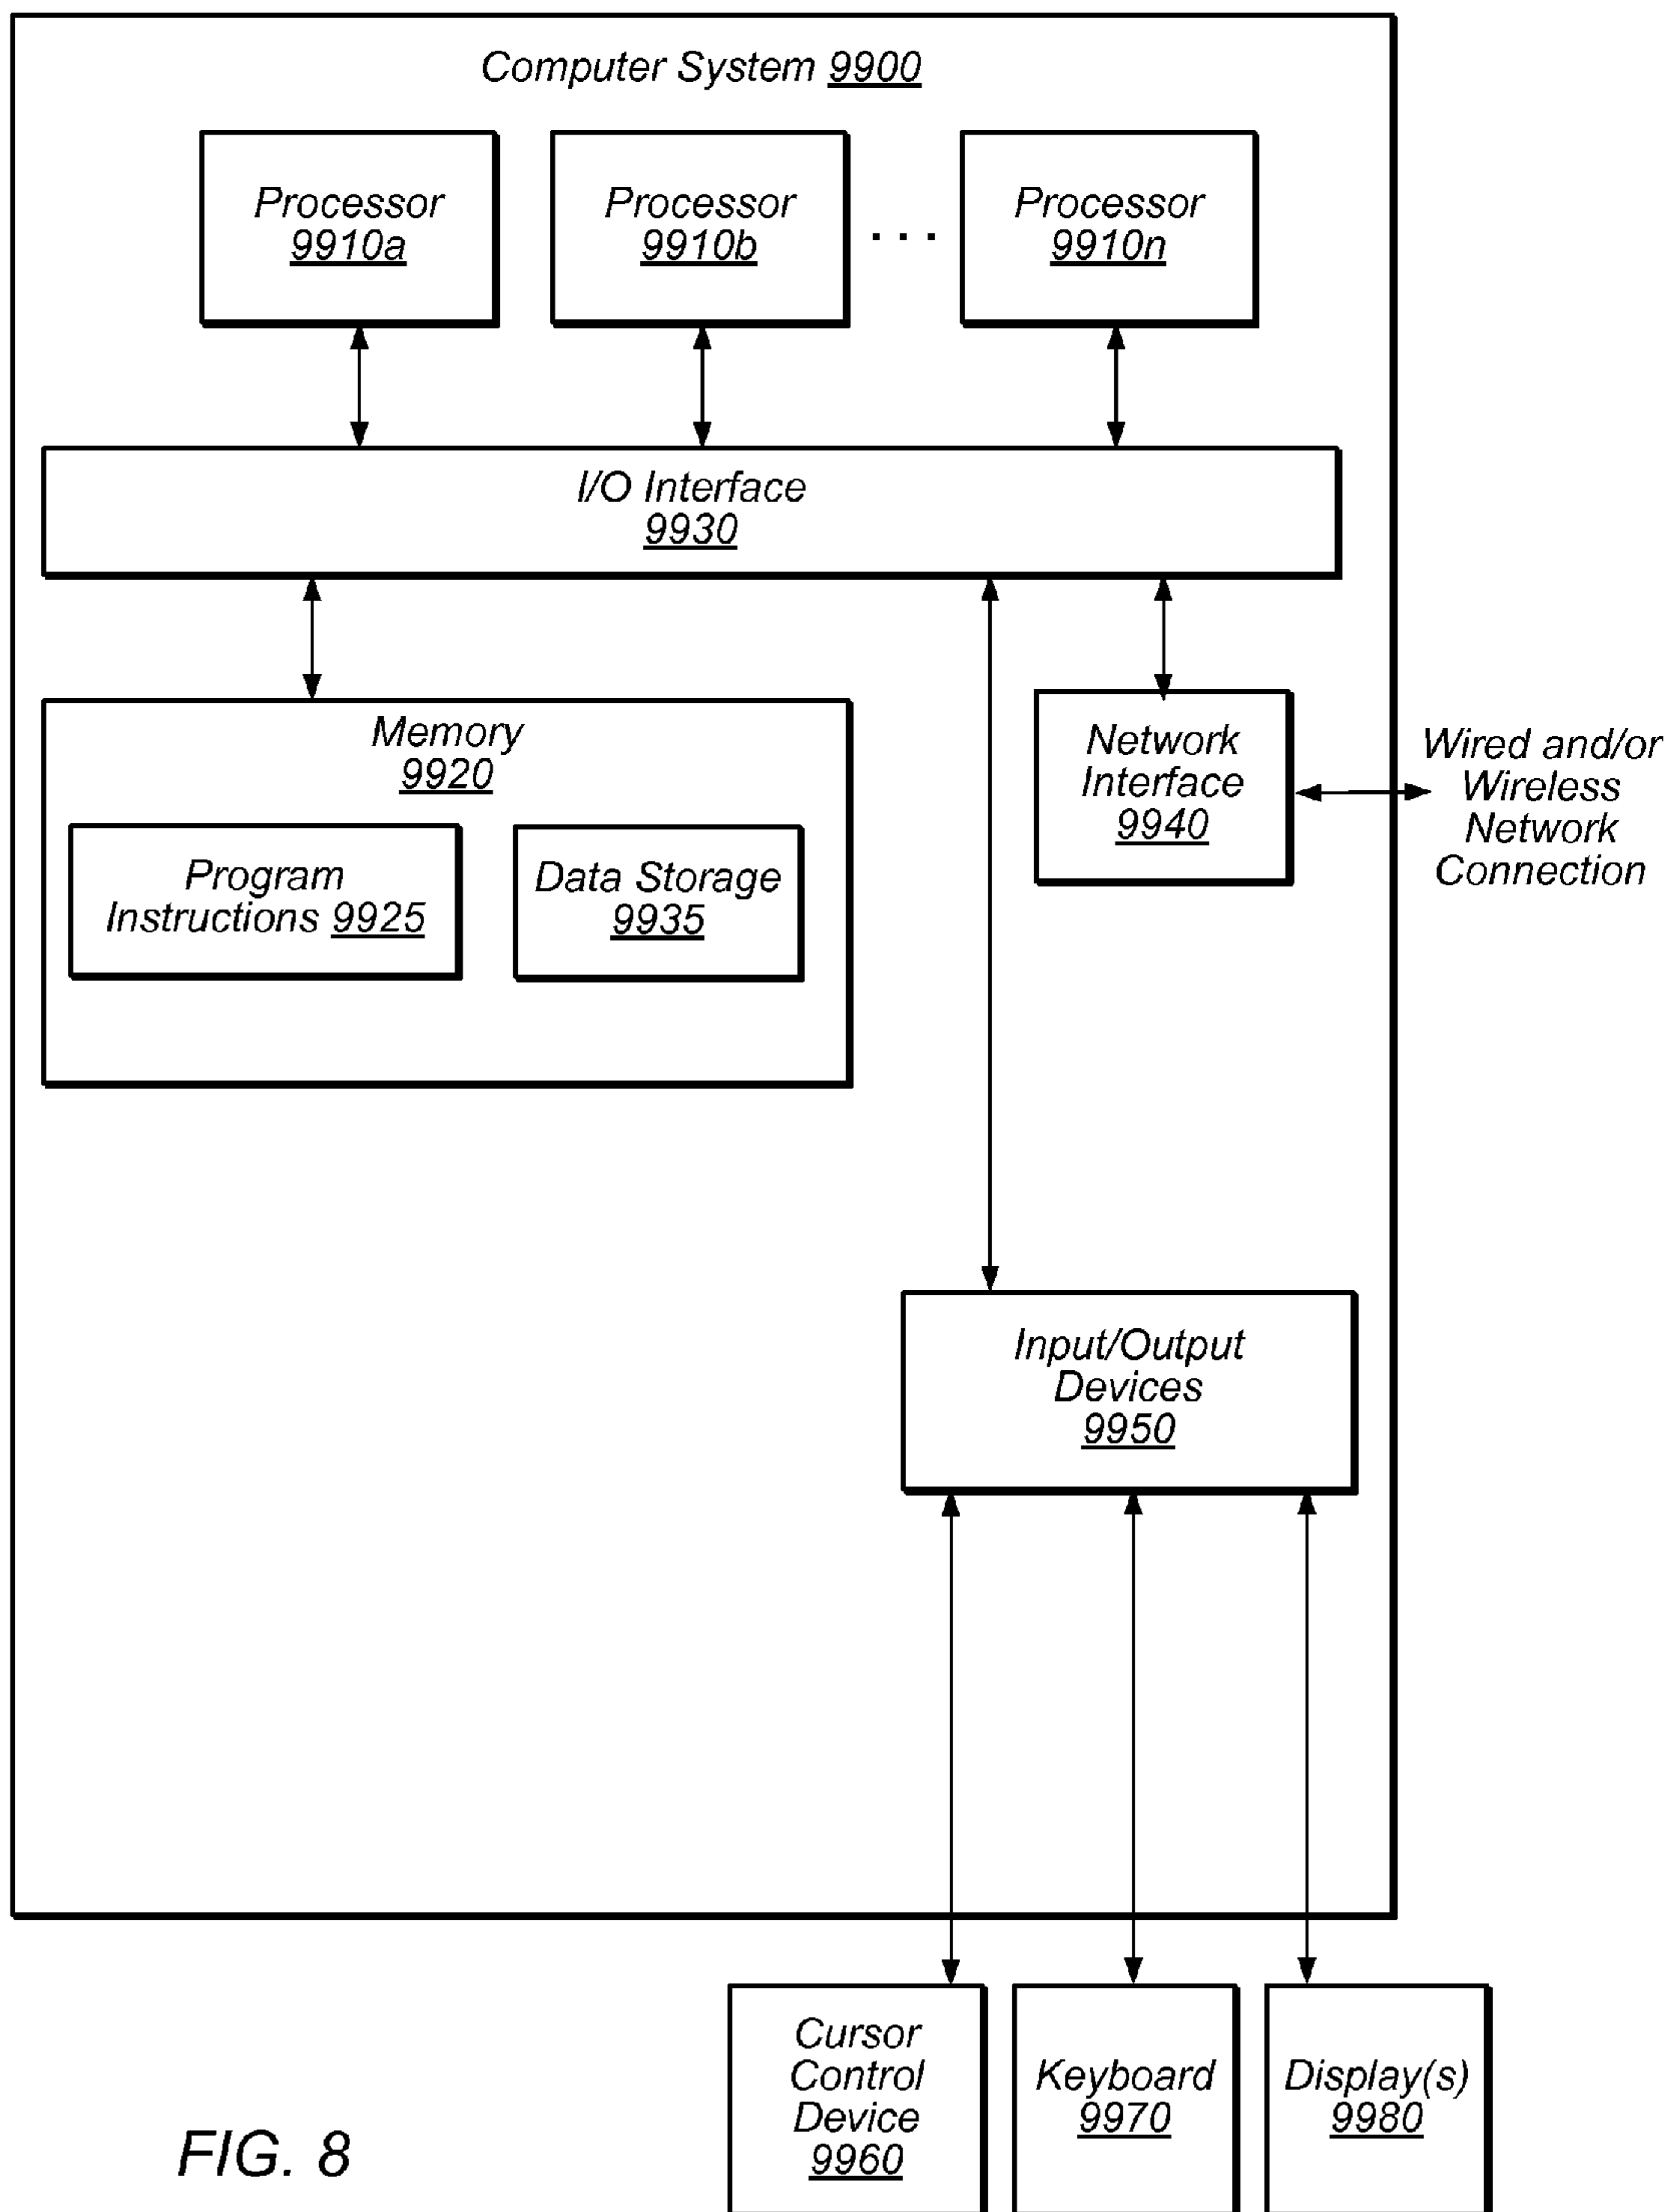 Computer System 9900
Processor
9910a
Processor
9910b
. . .
Processor
9910n
I/O Interface
9930
Memory
9920
Program
Instructions 9925
Data Storage
9935
Network
Interface
9940
Wired and/or
Wireless
Network
Connection
Input/Output
Devices
9950
Cursor
Control
Device
9960
Keyboard
9970
Display(s)
9980
FIG. 8